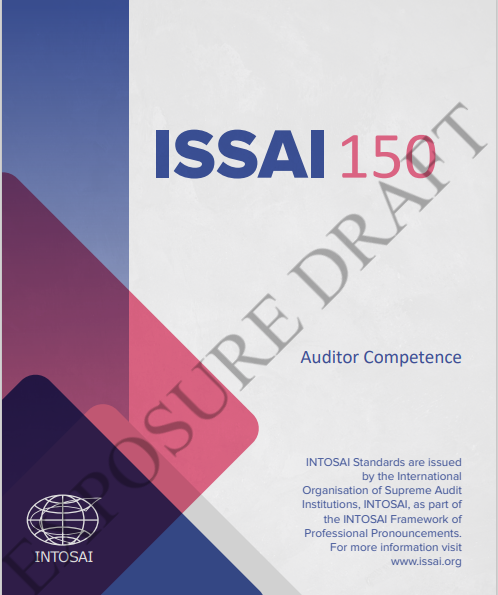 ISSAI 150
EXPOSURE DRAFT
Auditor Competence
INTOSAI Standards are issued
by the International
Organisation of Supreme Audit
Institutions, INTOSAI, as part of
the INTOSAI Framework of
Professional Pronouncements.
For more information visit
www.issai.org
INTOSAI